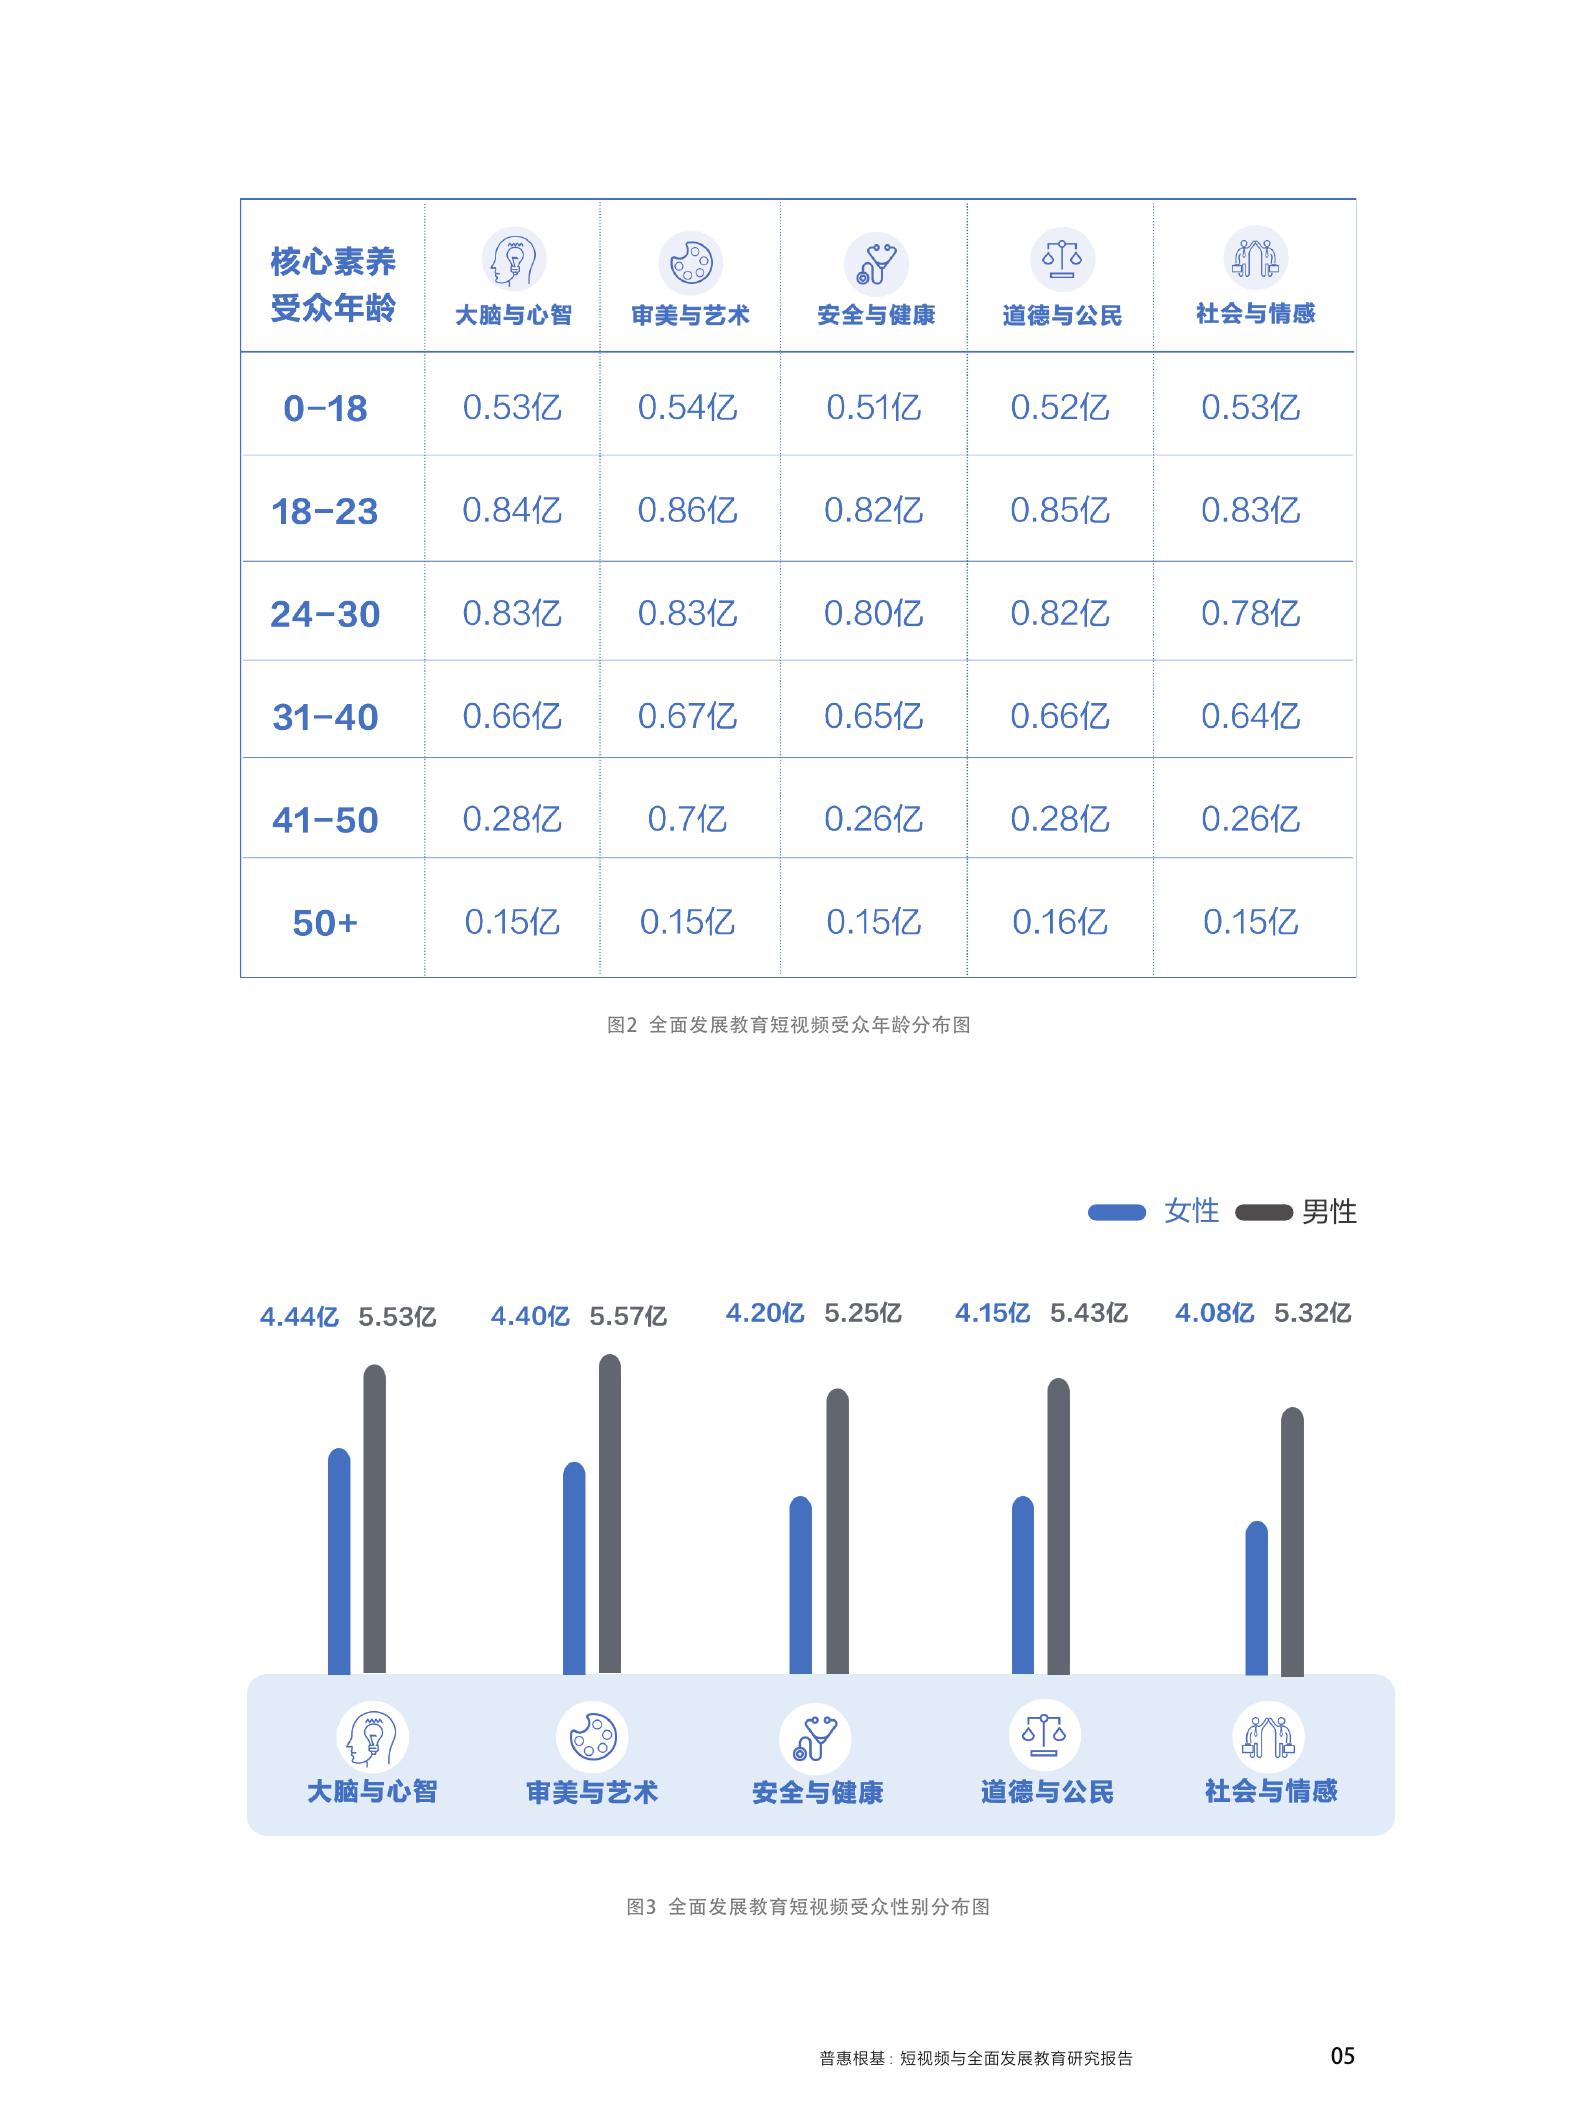 核心素养
受众年龄
大脑与心智 审美与艺术 安全与健康 道德与公民 社会与情感
0-18 0.53亿 0.54亿 0.51亿 0.52亿 0.53亿
18-23 0.84亿 0.86亿 0.82亿 0.85亿 0.83亿
24-30 0.83亿 0.83亿 0.80亿 0.82亿 0.78亿
31-40 0.66亿 0.67亿 0.65亿 0.66亿 0.64亿
41-50 0.28亿 0.7亿 0.26亿 0.28亿 0.26亿
50+ 0.15亿 0.15亿 0.15亿 0.16亿 0.15亿
图2 全面发展教育短视频受众年龄分布图
女性 男性
4.44亿 5.53亿 4.40亿 5.57亿 4.20亿 5.25亿 4.15亿 5.43亿 4.08亿 5.32亿
大脑与心智 审美与艺术 安全与健康 道德与公民 社会与情感
图3 全面发展教育短视频受众性别分布图
普惠根基：短视频与全面发展教育研究报告 05